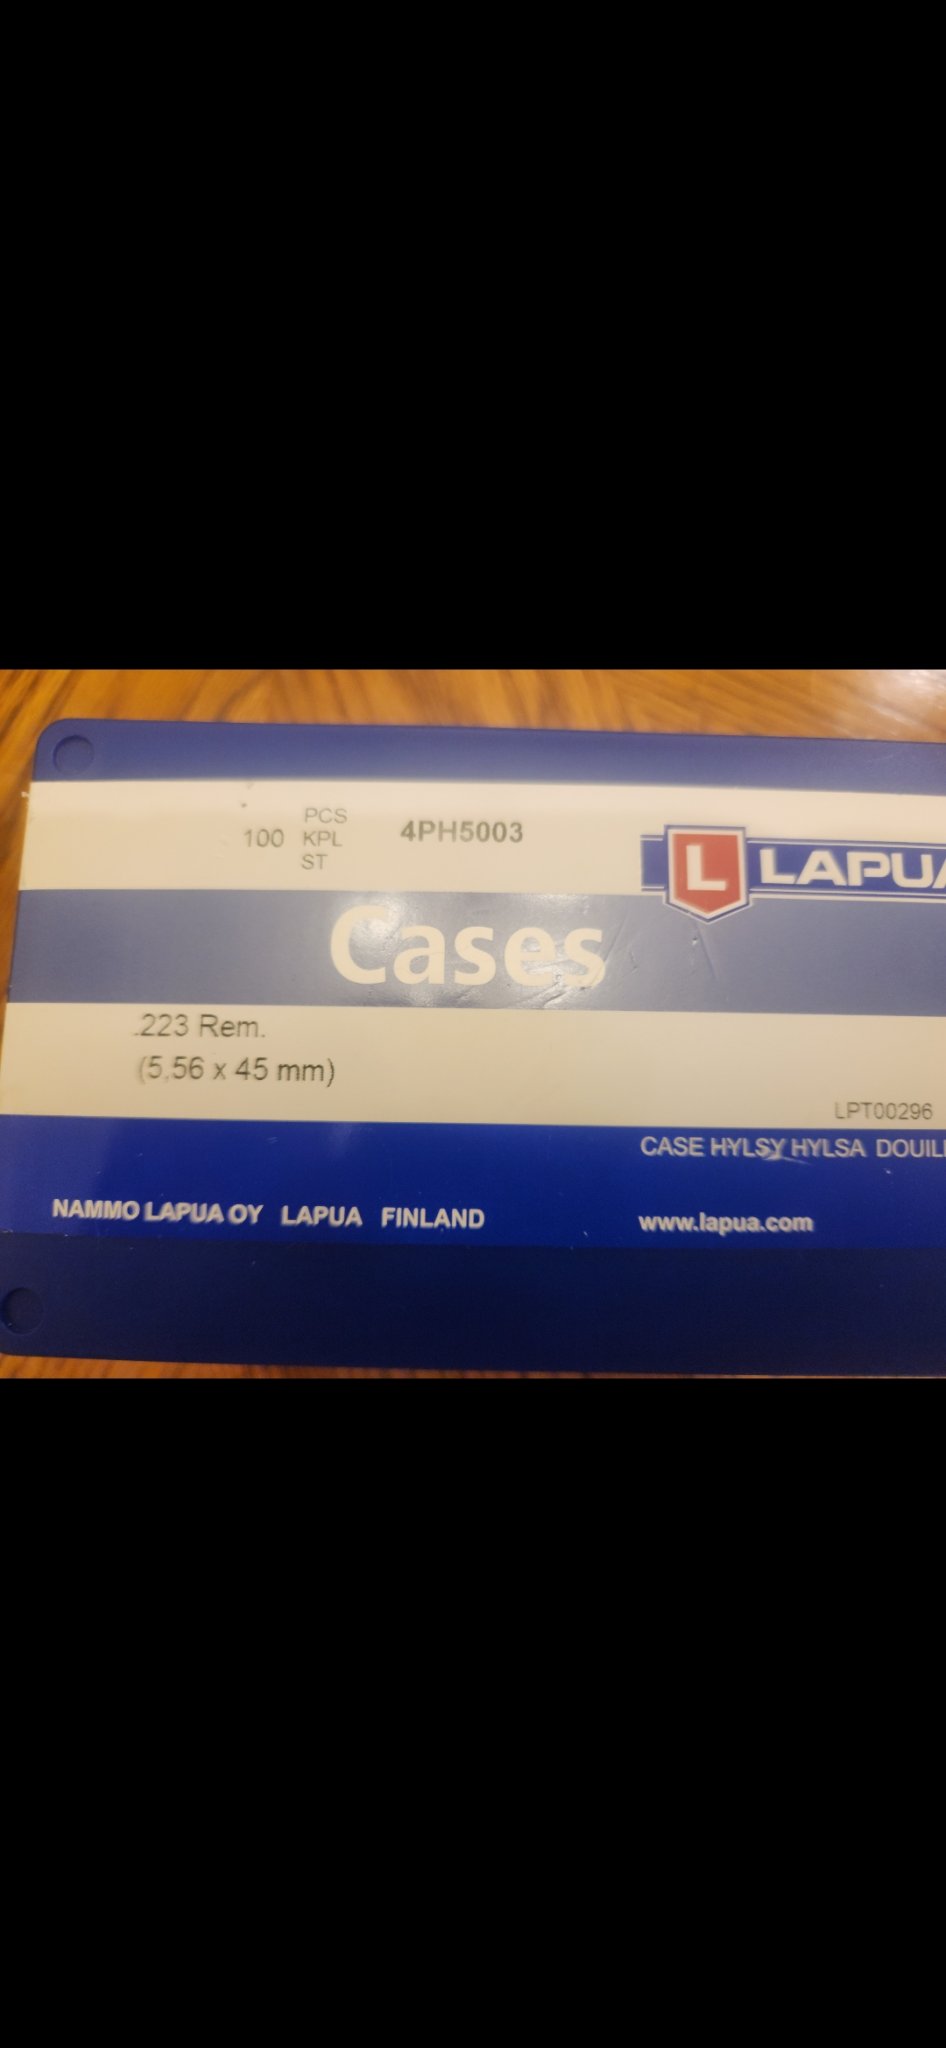 PCS
100 KPL
ST
4PH5003
L LAPUA
Cases
.223 Rem.
(5,56 x 45 mm)
LPT00296
CASE HYLSY HYLSA DOUIL
NAMMO LAPUA OY LAPUA FINLAND
www.lapua.com